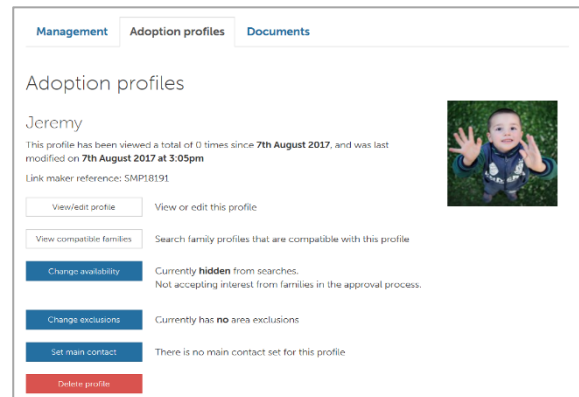 Management Adoption profiles Documents
Adoption profiles
Jeremy
This profile has been viewed a total of 0 times since 7th August 2017, and was last
modified on 7th August 2017 at 3:05pm
Link maker reference: SMP18191
View/edit profile View or edit this profile
View compatible families Search family profiles that are compatible with this profile
Change availability Currently hidden from searches.
Not accepting interest from families in the approval process.
Change exclusions Currently has no area exclusions
Set main contact There is no main contact set for this profile
Delete profile